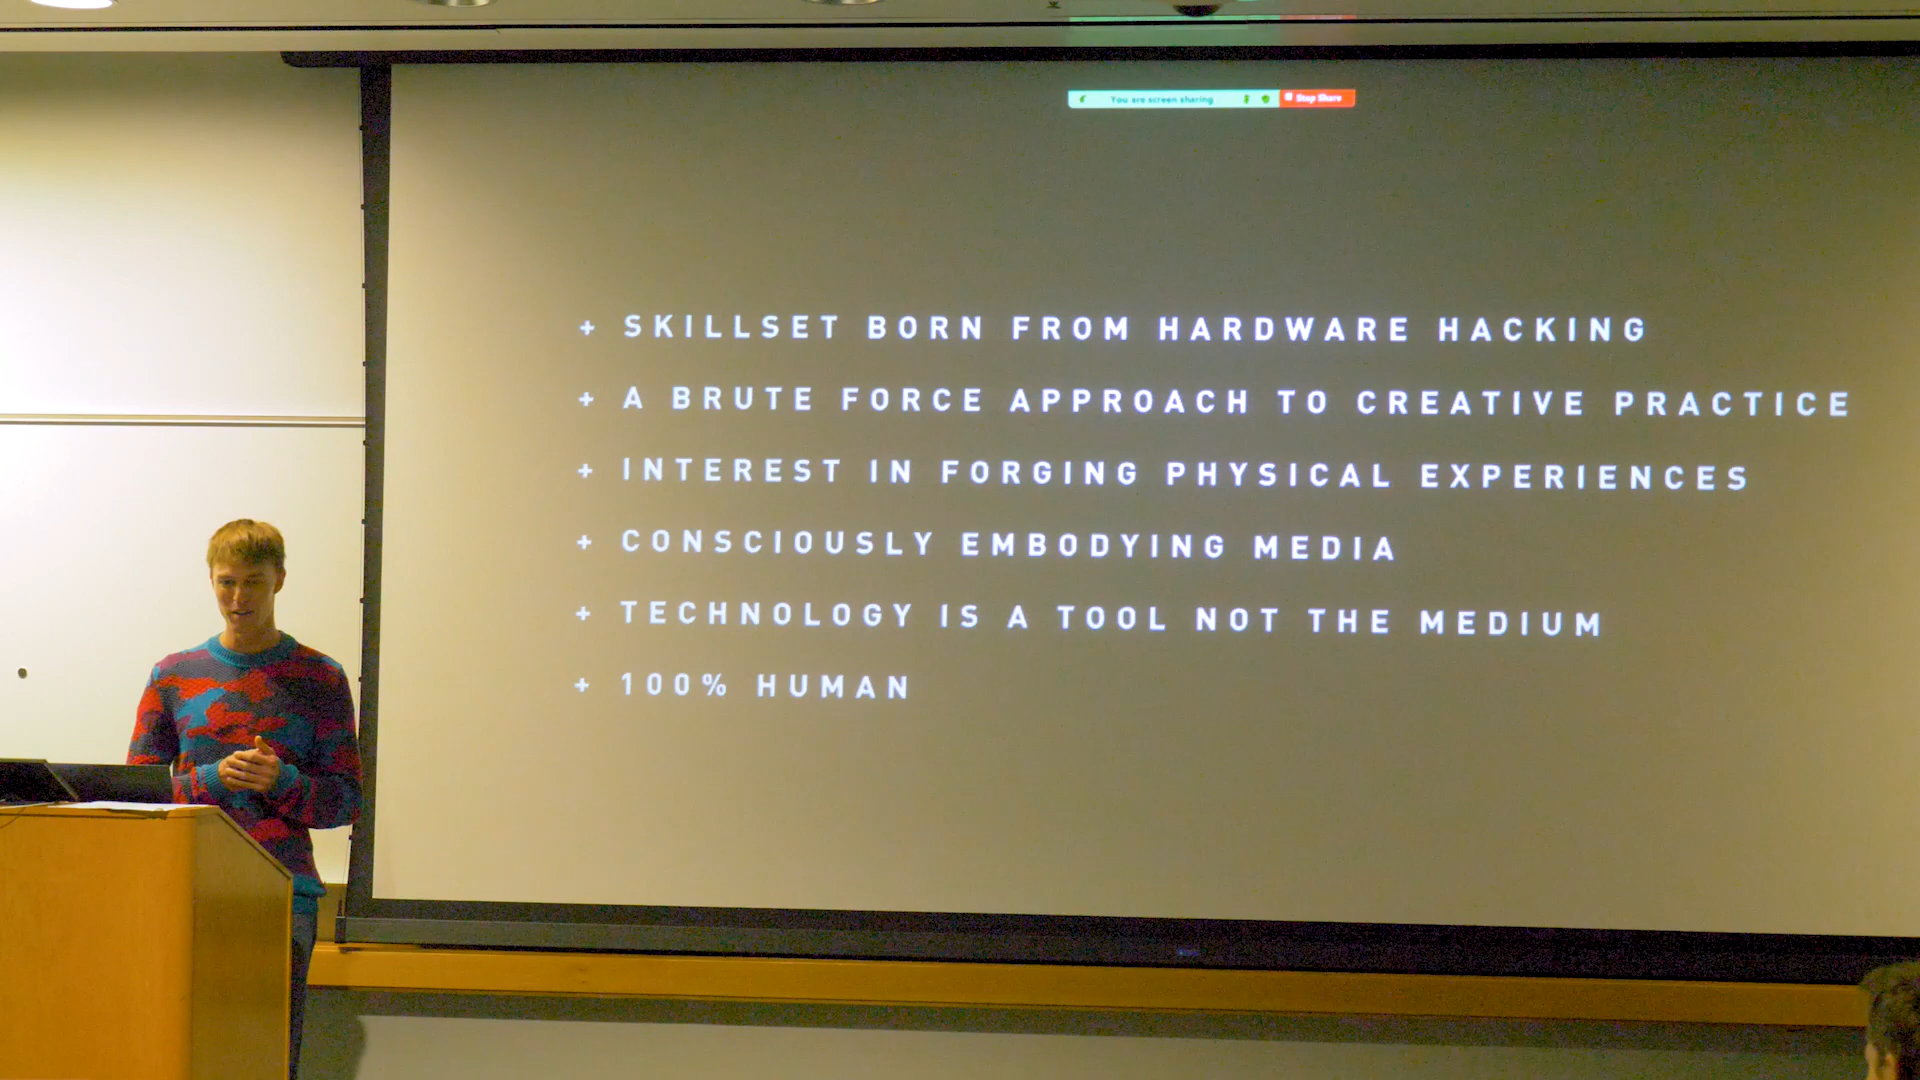 You are screen sharing Stop Share
+ SKILLSET BORN FROM HARDWARE HACKING
+ A BRUTE FORCE APPROACH TO CREATIVE PRACTICE
+ INTEREST IN FORGING PHYSICAL EXPERIENCES
+ CONSCIOUSLY EMBODYING MEDIA
+ TECHNOLOGY IS A TOOL NOT THE MEDIUM
+ 100% HUMAN